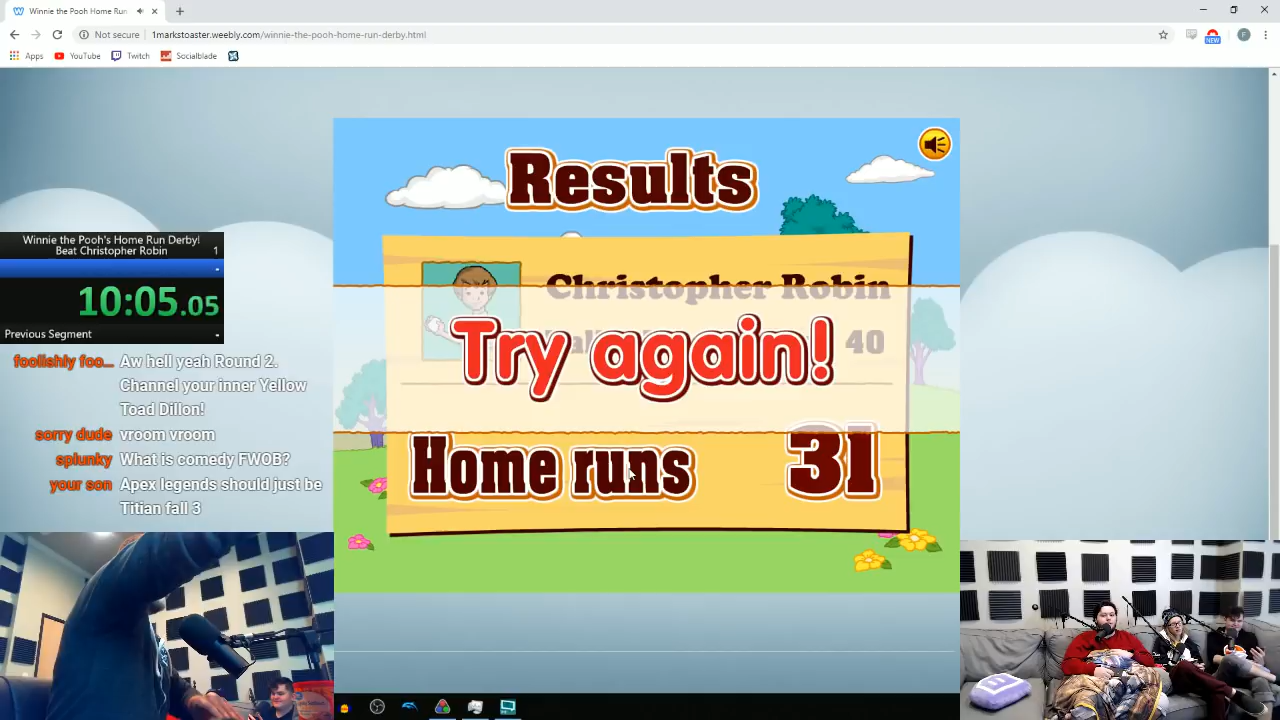 Winnie the Pooh Home Run
Not secure
1markstoaster.weebly.com/winnie-the-pooh-home-run-derby.html
NEW
F
Apps
YouTube
Twitch
Socialblade
Results
Christopher Robin
40
Try again!
Home runs
31
Winnie the Pooh's Home Run Derby!
Beat Christopher Robin
1
-
10:05.05
Previous Segment
-
foolishly foo... Aw hell yeah Round 2.
Channel your inner Yellow
Toad Dillon!
sorry dude vroom vroom
splunky What is comedy FWOB?
your son Apex legends should just be
Titian fall 3